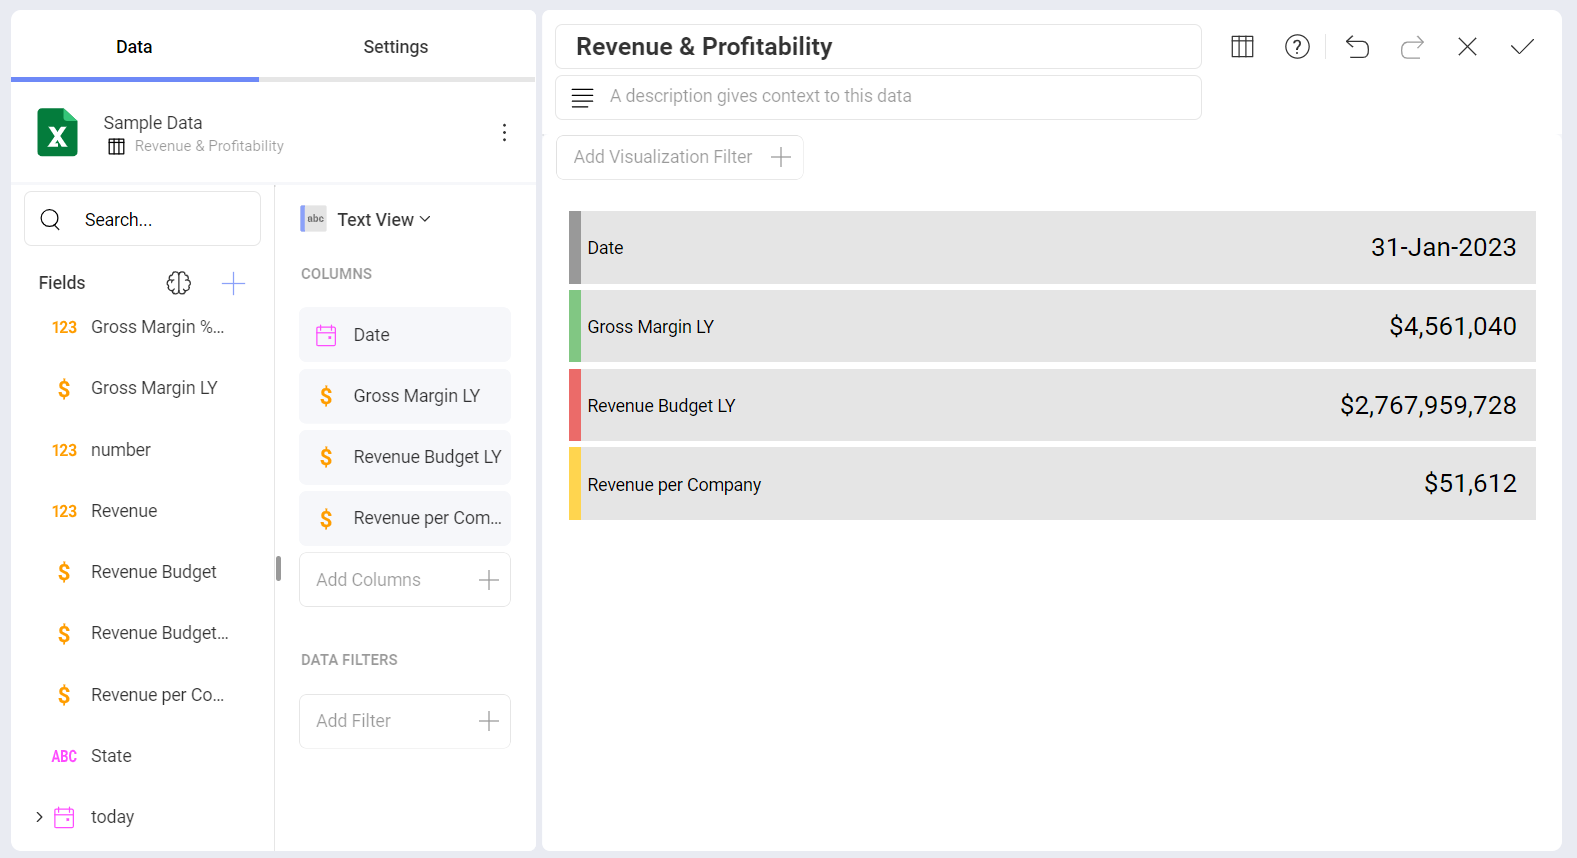 Data
Settings
X
Sample Data
Revenue & Profitability
Search...
Fields
123 Gross Margin %...
$ Gross Margin LY
123 number
123 Revenue
$ Revenue Budget
$ Revenue Budget...
$ Revenue per Co...
ABC State
today
abc Text View
COLUMNS
Date
$ Gross Margin LY
$ Revenue Budget LY
$ Revenue per Com...
Add Columns
DATA FILTERS
Add Filter
Revenue & Profitability
?
A description gives context to this data
Add Visualization Filter
Date 31-Jan-2023
Gross Margin LY $4,561,040
Revenue Budget LY $2,767,959,728
Revenue per Company $51,612